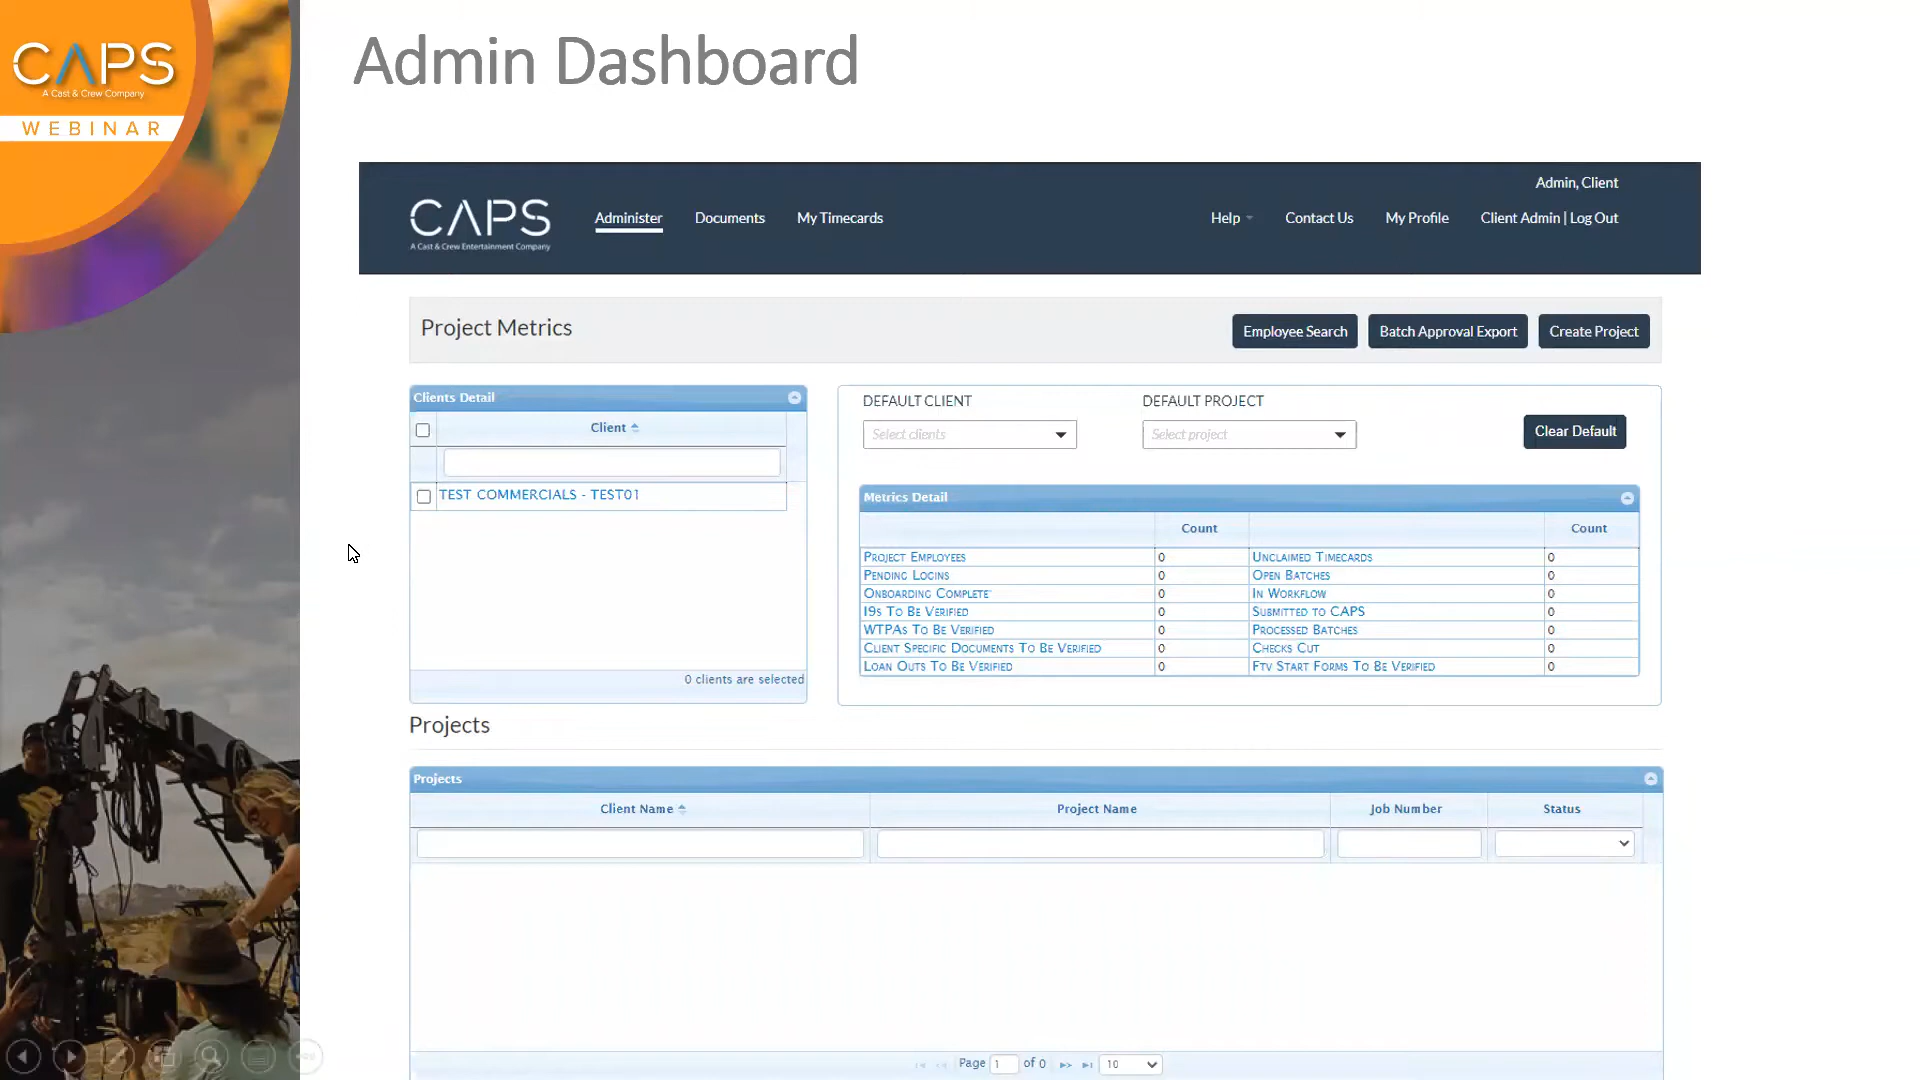 CAPS
A Cast & Crew Company
WEBINAR
Admin Dashboard
Admin, Client
CAPS
A Cast & Crew Entertainment Company
Administer Documents My Timecards Help Contact Us My Profile Client Admin | Log Out
Project Metrics Employee Search Batch Approval Export Create Project
Clients Detail
Client
TEST COMMERCIALS - TEST01
0 clients are selected
DEFAULT CLIENT DEFAULT PROJECT
Select clients Select project Clear Default
Metrics Detail
Count Count
PROJECT EMPLOYEES 0 UNCLAIMED TIMECARDS 0
PENDING LOGINS 0 OPEN BATCHES 0
ONBOARDING COMPLETE 0 IN WORKFLOW 0
I9S TO BE VERIFIED 0 SUBMITTED TO CAPS 0
WTPAS TO BE VERIFIED 0 PROCESSED BATCHES 0
CLIENT SPECIFIC DOCUMENTS TO BE VERIFIED 0 CHECKS CUT 0
LOAN OUTS TO BE VERIFIED 0 FTV START FORMS TO BE VERIFIED 0
Projects
Projects
Client Name Project Name Job Number Status
Page 1 of 0 10